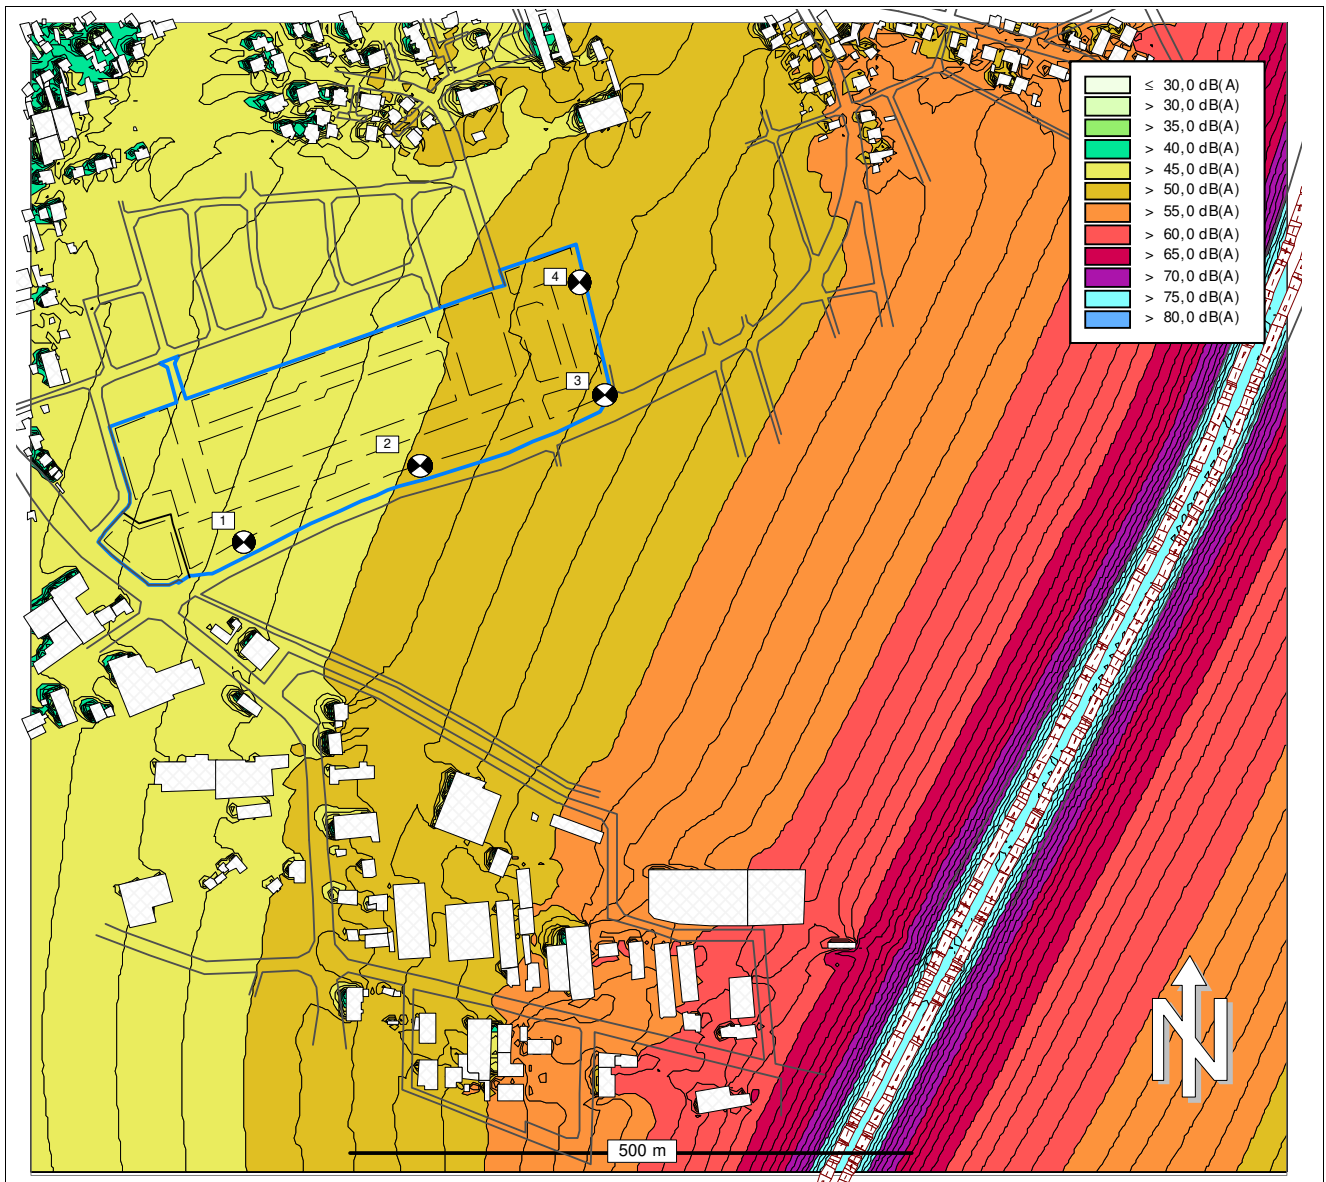 ≤ 30,0 dB(A)
> 30,0 dB(A)
> 35,0 dB(A)
> 40,0 dB(A)
> 45,0 dB(A)
> 50,0 dB(A)
> 55,0 dB(A)
> 60,0 dB(A)
> 65,0 dB(A)
> 70,0 dB(A)
> 75,0 dB(A)
> 80,0 dB(A)
4
3
2
1
N
500 m